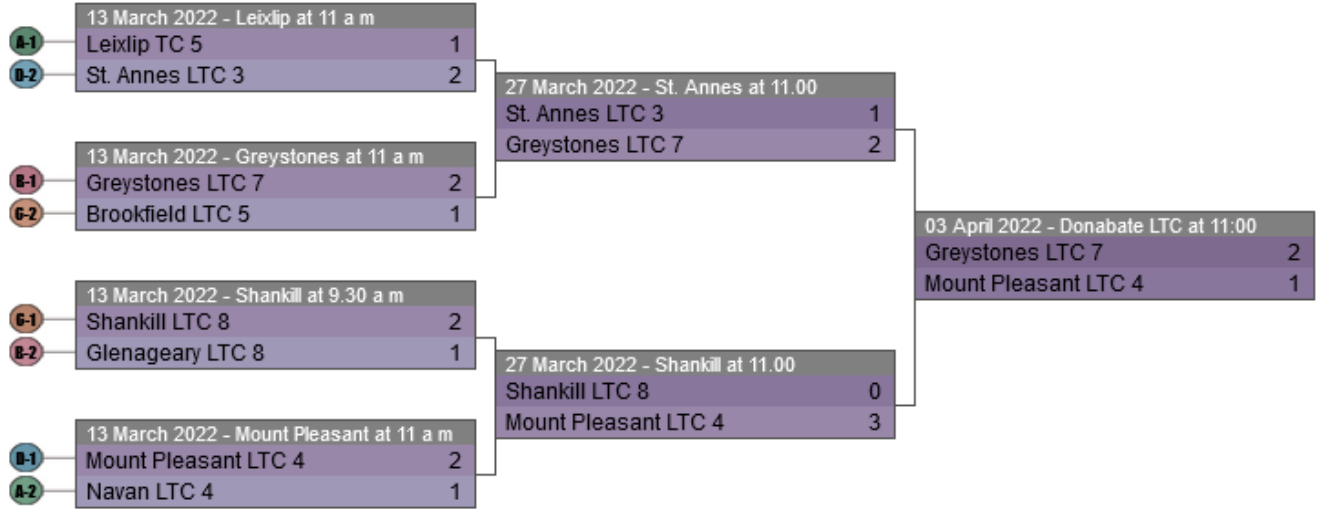 13 March 2022 - Leixlip at 11 a m
A-1 Leixlip TC 5 1
D-2 St. Annes LTC 3 2
13 March 2022 - Greystones at 11 a m
B-1 Greystones LTC 7 2
G-2 Brookfield LTC 5 1
13 March 2022 - Shankill at 9.30 a m
G-1 Shankill LTC 8 2
B-2 Glenageary LTC 8 1
13 March 2022 - Mount Pleasant at 11 a m
D-1 Mount Pleasant LTC 4 2
A-2 Navan LTC 4 1
27 March 2022 - St. Annes at 11.00
St. Annes LTC 3 1
Greystones LTC 7 2
27 March 2022 - Shankill at 11.00
Shankill LTC 8 0
Mount Pleasant LTC 4 3
03 April 2022 - Donabate LTC at 11:00
Greystones LTC 7 2
Mount Pleasant LTC 4 1